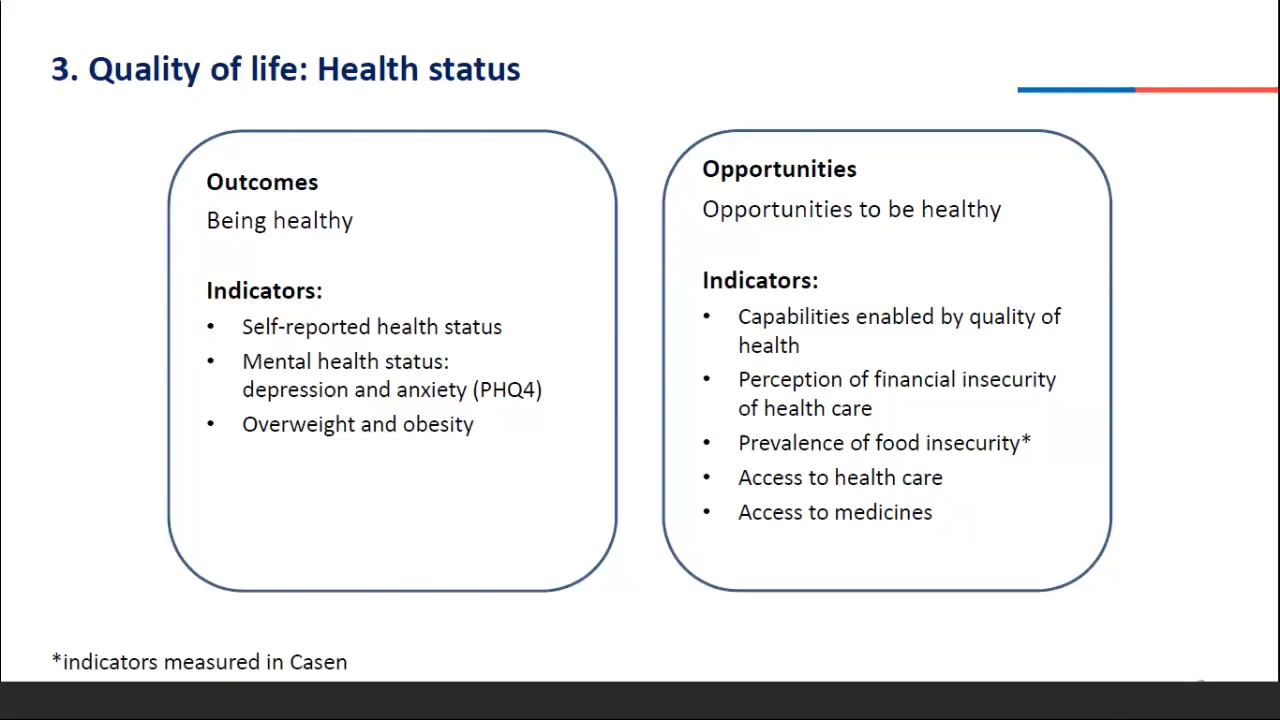 3. Quality of life: Health status
Outcomes
Being healthy
Indicators:
• Self-reported health status
• Mental health status:
depression and anxiety (PHQ4)
• Overweight and obesity
Opportunities
Opportunities to be healthy
Indicators:
• Capabilities enabled by quality of
health
• Perception of financial insecurity
of health care
• Prevalence of food insecurity*
• Access to health care
• Access to medicines
*indicators measured in Casen